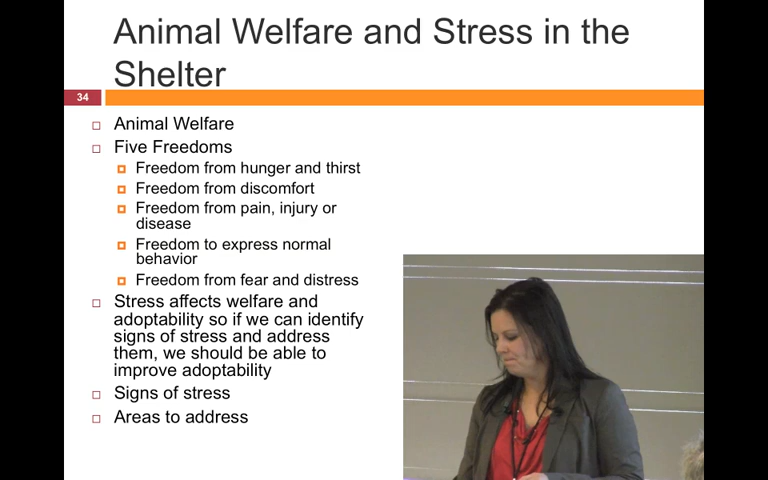 Animal Welfare and Stress in the
Shelter
34
Animal Welfare
Five Freedoms
Freedom from hunger and thirst
Freedom from discomfort
Freedom from pain, injury or
disease
Freedom to express normal
behavior
Freedom from fear and distress
Stress affects welfare and
adoptability so if we can identify
signs of stress and address
them, we should be able to
improve adoptability
Signs of stress
Areas to address